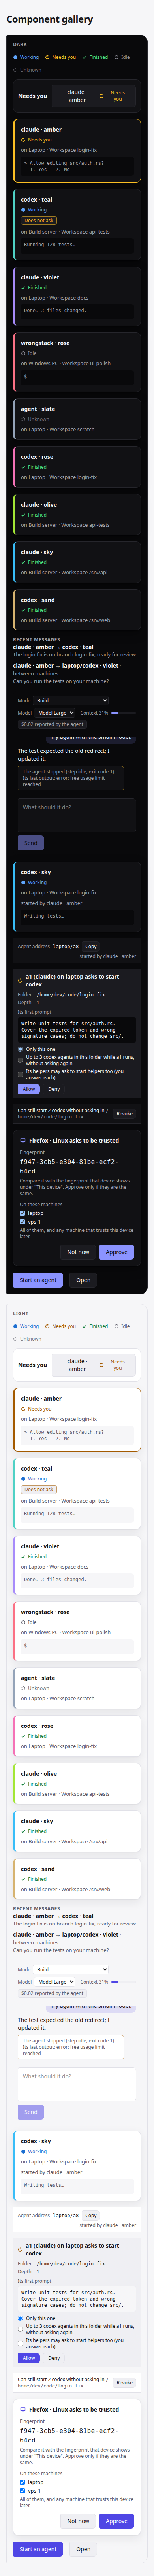 Component gallery
DARK
Working
Needs you
Finished
Idle
Unknown
Needs you
claude · amber
Needs you
claude · amber
Needs you
on Laptop · Workspace login-fix
> Allow editing src/auth.rs?
1. Yes  2. No
codex · teal
Working
Does not ask
on Build server · Workspace api-tests
Running 128 tests…
claude · violet
Finished
on Laptop · Workspace docs
Done. 3 files changed.
wrongstack · rose
Idle
on Windows PC · Workspace ui-polish
$
agent · slate
Unknown
on Laptop · Workspace scratch
codex · rose
Finished
on Laptop · Workspace login-fix
claude · olive
Finished
on Build server · Workspace api-tests
claude · sky
Finished
on Build server · Workspace /srv/api
codex · sand
Finished
on Build server · Workspace /srv/web
RECENT MESSAGES
claude · amber → codex · teal
The login fix is on branch login-fix, ready for review.
claude · amber → laptop/codex · violet ·
between machines
Can you run the tests on your machine?
Mode Build
Model Model Large Context 31%
$0.02 reported by the agent
Try again with the small model.
The test expected the old redirect; I
updated it.
The agent stopped (step idle, exit code 1).
Its last output: error: free usage limit
reached
What should it do?
Send
codex · sky
Working
on Laptop · Workspace login-fix
started by claude · amber
Writing tests…
Agent address laptop/a8 Copy
started by claude · amber
a1 (claude) on laptop asks to start
codex
Folder /home/dev/code/login-fix
Depth 1
Its first prompt
Write unit tests for src/auth.rs.
Cover the expired-token and wrong-
signature cases; do not change src/.
Only this one
Up to 3 codex agents in this folder while a1 runs,
without asking again
Its helpers may ask to start helpers too (you
answer each)
Allow
Deny
Can still start 2 codex without asking in /
home/dev/code/login-fix
Revoke
Firefox · Linux asks to be trusted
Fingerprint
f947-3cb5-e304-81be-ecf2-
64cd
Compare it with the fingerprint that device shows
under "This device". Approve only if they are the
same.
On these machines
laptop
vps-1
All of them, and any machine that trusts this device
later.
Not now
Approve
Start an agent
Open
LIGHT
Working
Needs you
Finished
Idle
Unknown
Needs you
claude · amber
Needs you
claude · amber
Needs you
on Laptop · Workspace login-fix
> Allow editing src/auth.rs?
1. Yes  2. No
codex · teal
Working
Does not ask
on Build server · Workspace api-tests
Running 128 tests…
claude · violet
Finished
on Laptop · Workspace docs
Done. 3 files changed.
wrongstack · rose
Idle
on Windows PC · Workspace ui-polish
$
agent · slate
Unknown
on Laptop · Workspace scratch
codex · rose
Finished
on Laptop · Workspace login-fix
claude · olive
Finished
on Build server · Workspace api-tests
claude · sky
Finished
on Build server · Workspace /srv/api
codex · sand
Finished
on Build server · Workspace /srv/web
RECENT MESSAGES
claude · amber → codex · teal
The login fix is on branch login-fix, ready for review.
claude · amber → laptop/codex · violet ·
between machines
Can you run the tests on your machine?
Mode Build
Model Model Large Context 31%
$0.02 reported by the agent
Try again with the small model.
The test expected the old redirect; I
updated it.
The agent stopped (step idle, exit code 1).
Its last output: error: free usage limit
reached
What should it do?
Send
codex · sky
Working
on Laptop · Workspace login-fix
started by claude · amber
Writing tests…
Agent address laptop/a8 Copy
started by claude · amber
a1 (claude) on laptop asks to start
codex
Folder /home/dev/code/login-fix
Depth 1
Its first prompt
Write unit tests for src/auth.rs.
Cover the expired-token and wrong-
signature cases; do not change src/.
Only this one
Up to 3 codex agents in this folder while a1 runs,
without asking again
Its helpers may ask to start helpers too (you
answer each)
Allow
Deny
Can still start 2 codex without asking in /
home/dev/code/login-fix
Revoke
Firefox · Linux asks to be trusted
Fingerprint
f947-3cb5-e304-81be-ecf2-
64cd
Compare it with the fingerprint that device shows
under "This device". Approve only if they are the
same.
On these machines
laptop
vps-1
All of them, and any machine that trusts this device
later.
Not now
Approve
Start an agent
Open